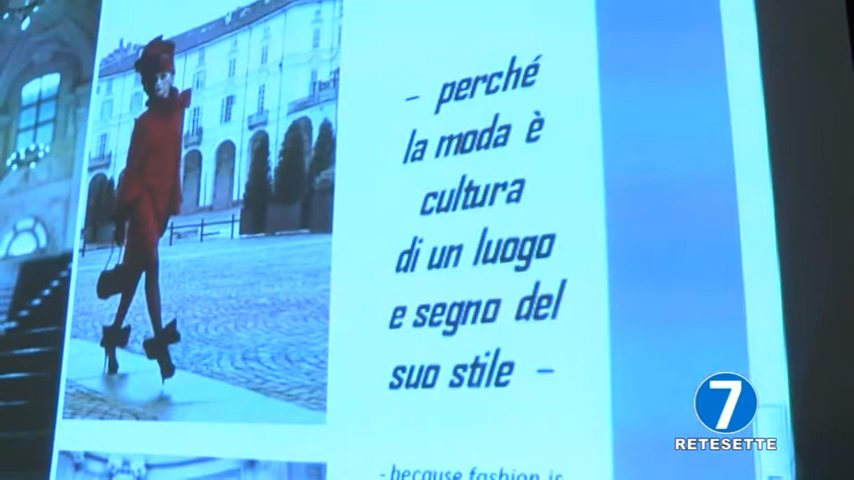 - perché
la moda è
cultura
di un luogo
e segno del
suo stile -
- because fashion is
7
RETESETTE